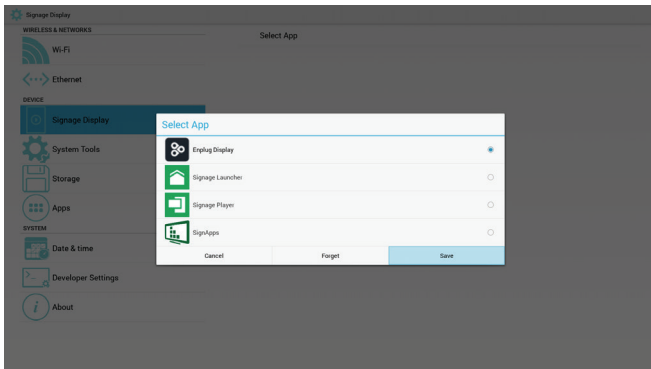 Signage Display
WIRELESS & NETWORKS
Select App
Wi-Fi
Ethernet
DEVICE
Signage Display
System Tools
Storage
Apps
SYSTEM
Date & time
Developer Settings
About
Select App
Enplug Display
Signage Launcher
Signage Player
SignApps
Cancel
Forget
Save